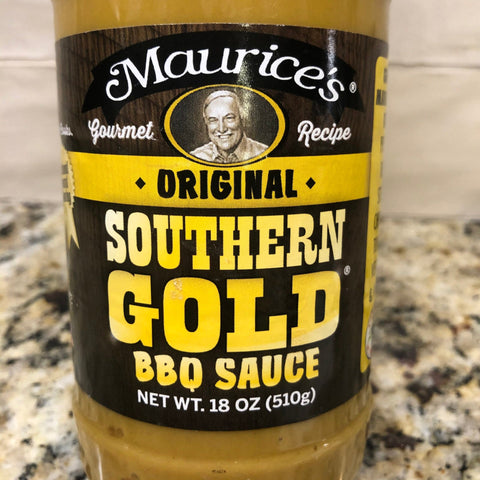 Maurice's®
Gourmet Recipe
ORIGINAL
SOUTHERN
GOLD®
BBQ SAUCE
NET WT. 18 OZ (510g)